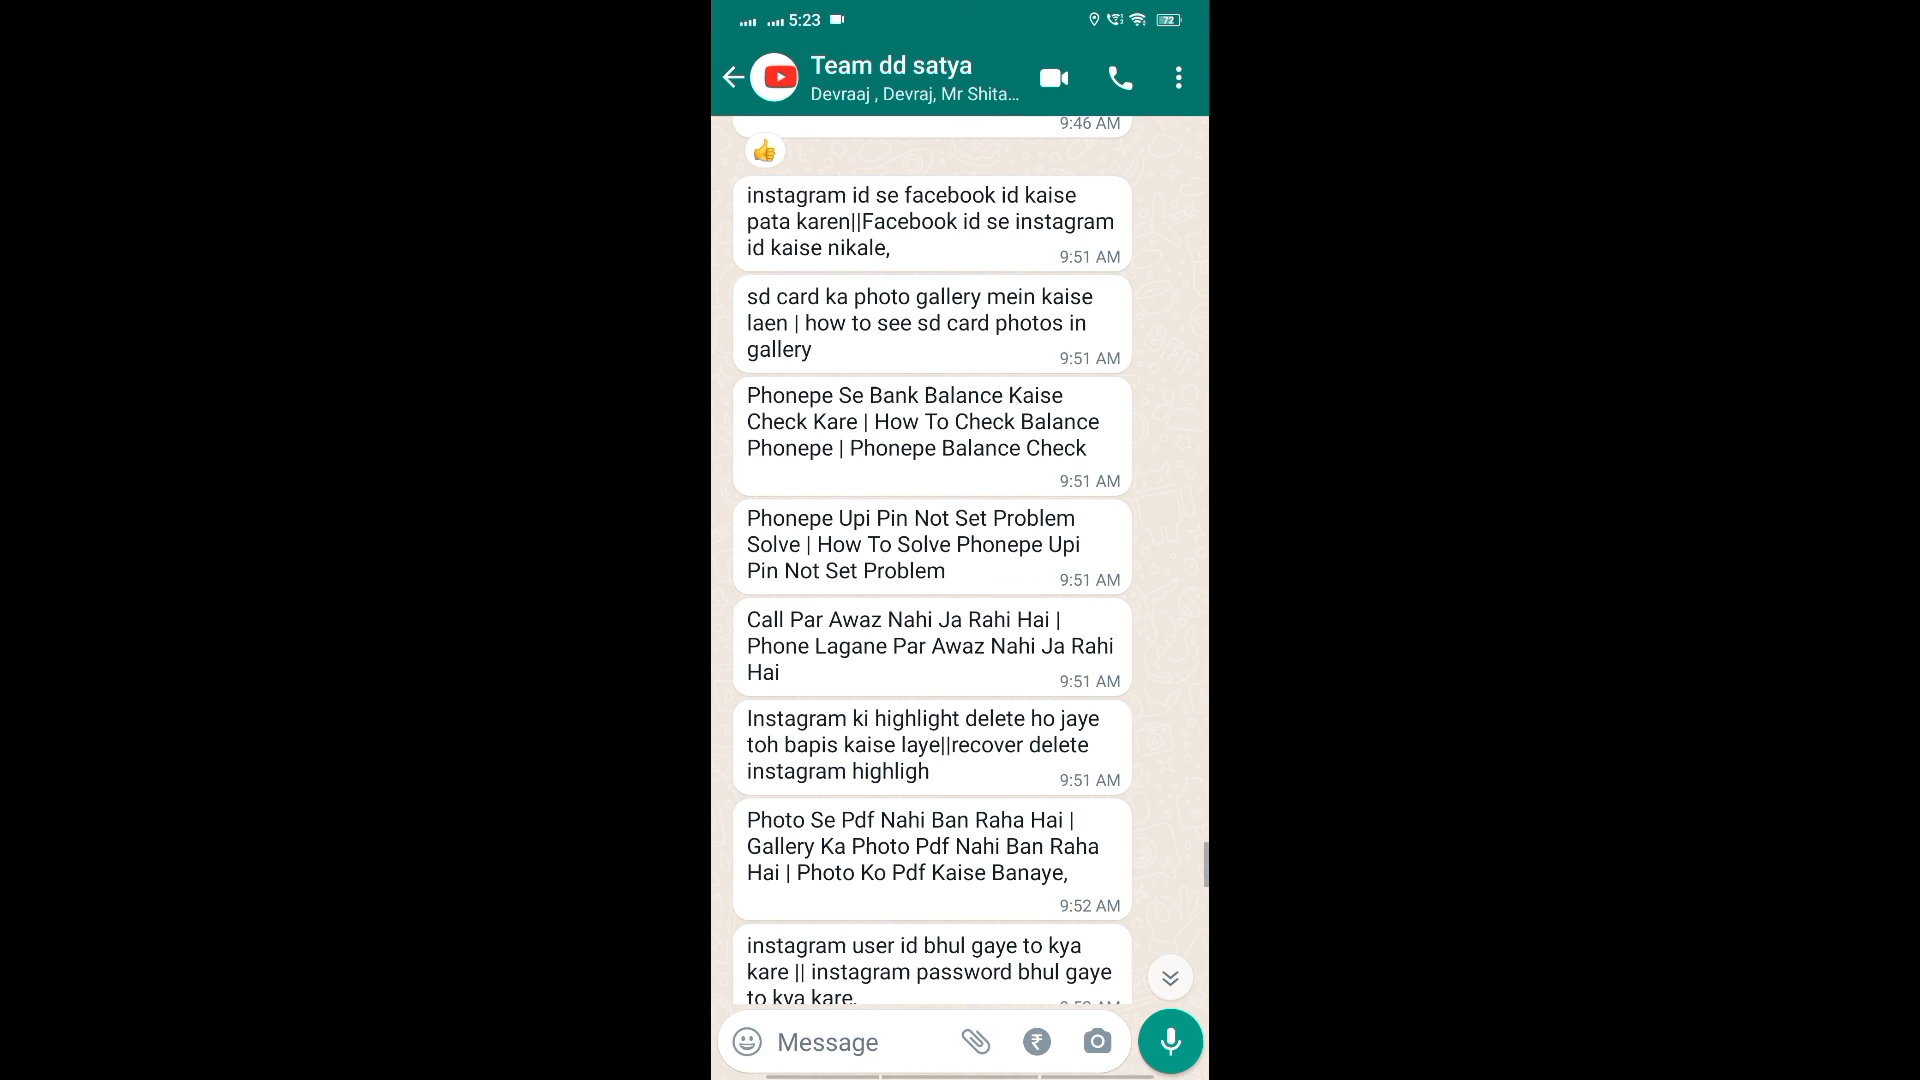 5:23
72
Team dd satya
Devraaj , Devraj, Mr Shita...
9:46 AM
instagram id se facebook id kaise
pata karen||Facebook id se instagram
id kaise nikale,
9:51 AM
sd card ka photo gallery mein kaise
laen | how to see sd card photos in
gallery
9:51 AM
Phonepe Se Bank Balance Kaise
Check Kare | How To Check Balance
Phonepe | Phonepe Balance Check
9:51 AM
Phonepe Upi Pin Not Set Problem
Solve | How To Solve Phonepe Upi
Pin Not Set Problem
9:51 AM
Call Par Awaz Nahi Ja Rahi Hai |
Phone Lagane Par Awaz Nahi Ja Rahi
Hai
9:51 AM
Instagram ki highlight delete ho jaye
toh bapis kaise laye||recover delete
instagram highligh
9:51 AM
Photo Se Pdf Nahi Ban Raha Hai |
Gallery Ka Photo Pdf Nahi Ban Raha
Hai | Photo Ko Pdf Kaise Banaye,
9:52 AM
instagram user id bhul gaye to kya
kare || instagram password bhul gaye
to kya kare,
Message